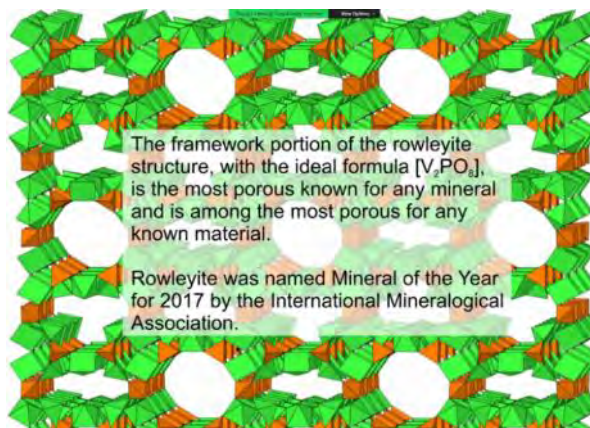 The framework portion of the rowleyite
structure, with the ideal formula [V₂PO₈],
is the most porous known for any mineral
and is among the most porous for any
known material.
Rowleyite was named Mineral of the Year
for 2017 by the International Mineralogical
Association.